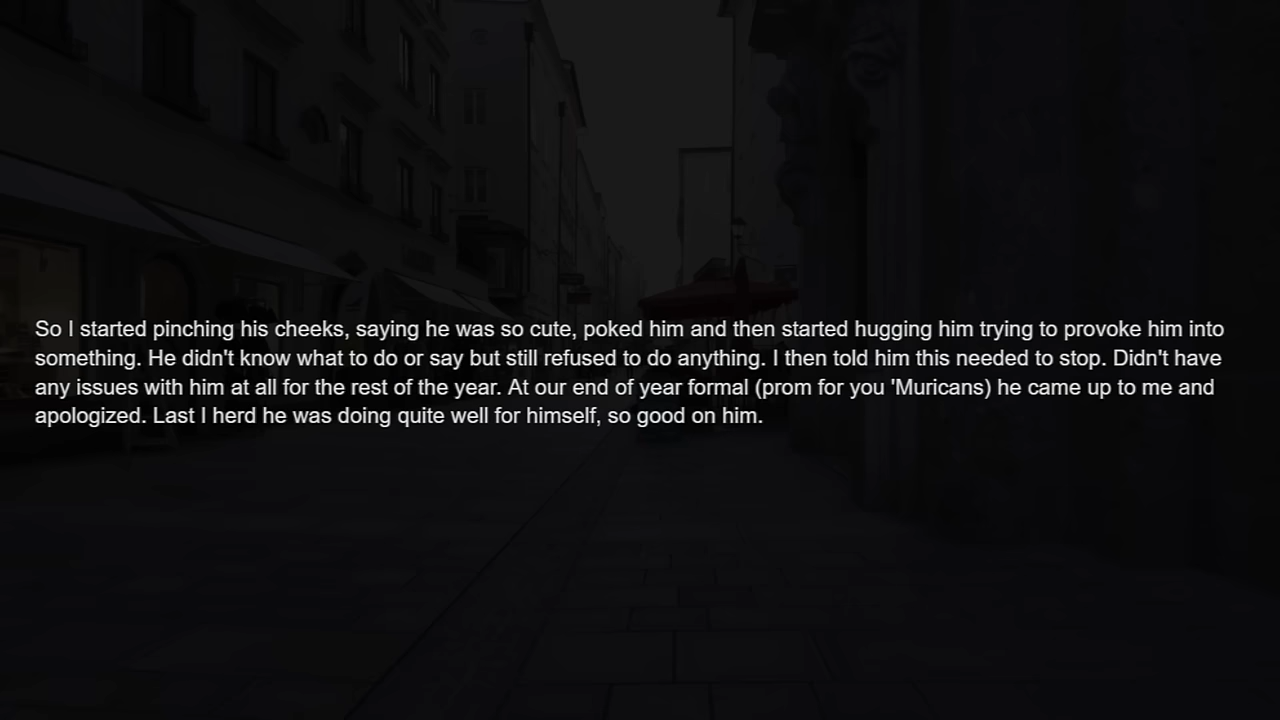 So I started pinching his cheeks, saying he was so cute, poked him and then started hugging him trying to provoke him into
something. He didn't know what to do or say but still refused to do anything. I then told him this needed to stop. Didn't have
any issues with him at all for the rest of the year. At our end of year formal (prom for you 'Muricans) he came up to me and
apologized. Last I herd he was doing quite well for himself, so good on him.